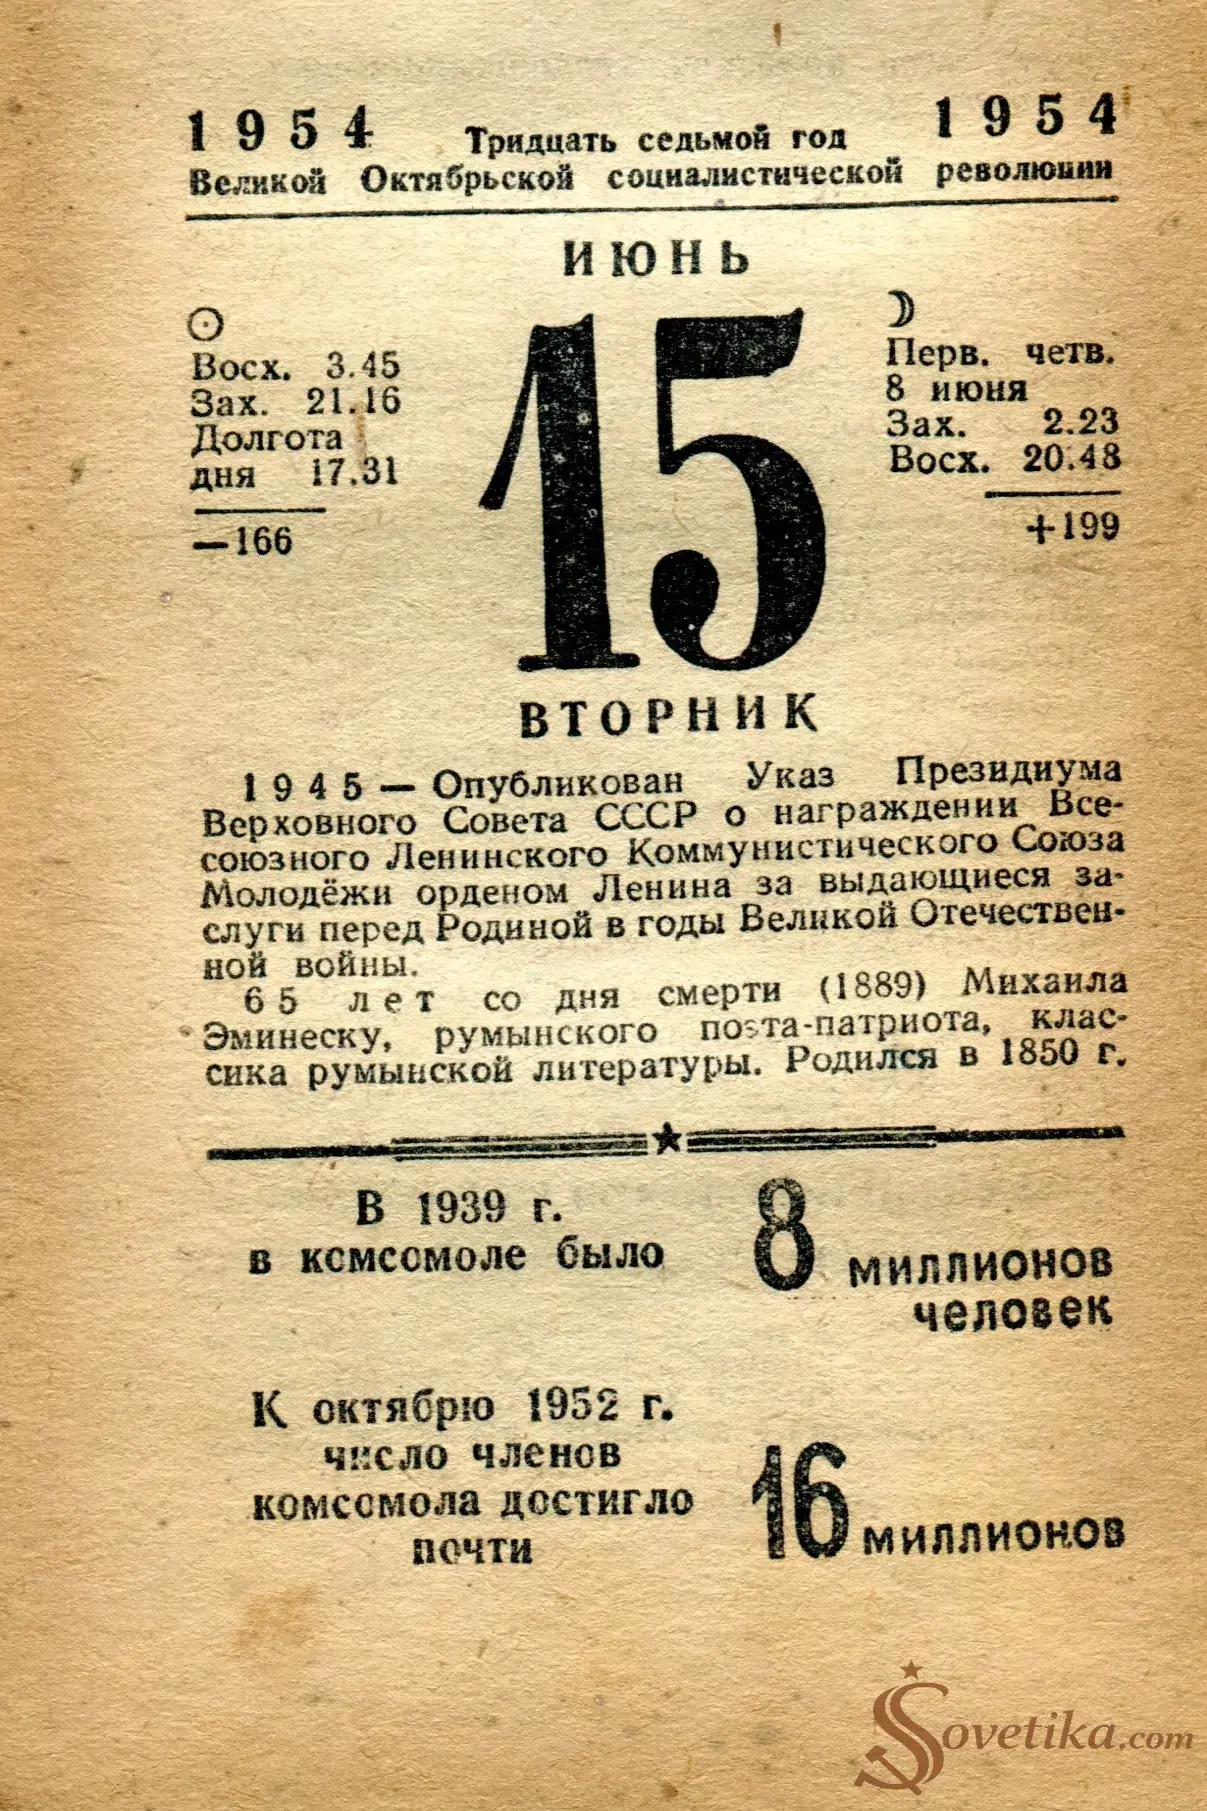 1954 Тридцать седьмой год 1954
Великой Октябрьской социалистической революции
ИЮНЬ
Восх. 3.45
Зах. 21.16
Долгота
дня 17.31
—166
15
Перв. четв.
8 июня
Зах. 2.23
Восх. 20.48
+199
ВТОРНИК
1945 — Опубликован Указ Президиума
Верховного Совета СССР о награждении Все-
союзного Ленинского Коммунистического Союза
Молодёжи орденом Ленина за выдающиеся за-
слуги перед Родиной в годы Великой Отечествен-
ной войны.
65 лет со дня смерти (1889) Михаила
Эминеску, румынского поэта-патриота, клас-
сика румынской литературы. Родился в 1850 г.
В 1939 г.
в комсомоле было
8 миллионов
человек
К октябрю 1952 г.
число членов
комсомола достигло
почти
16 миллионов
Sovetika.com